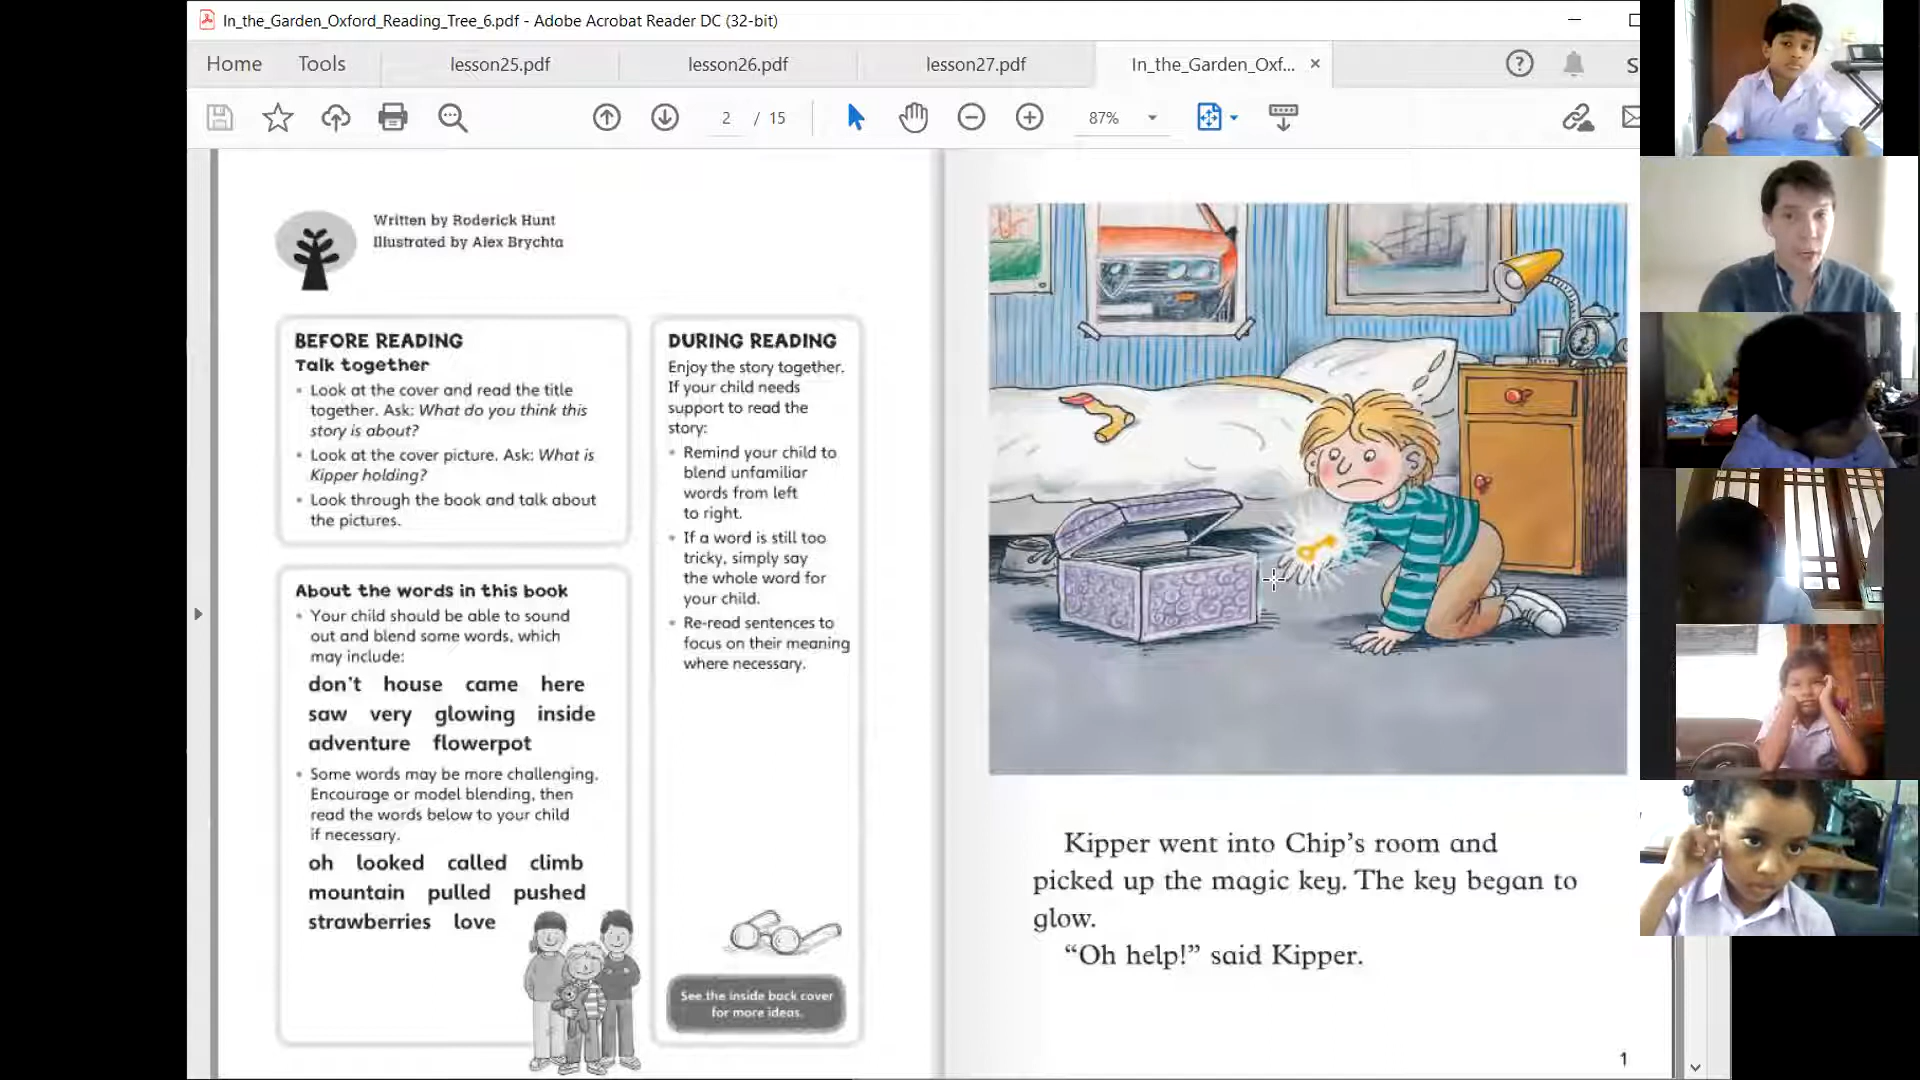 In_the_Garden_Oxford_Reading_Tree_6.pdf - Adobe Acrobat Reader DC (32-bit)
Home Tools lesson25.pdf lesson26.pdf lesson27.pdf In_the_Garden_Oxf... S
2 / 15 87%
Written by Roderick Hunt
Illustrated by Alex Brychta
BEFORE READING
Talk together
• Look at the cover and read the title
together. Ask: What do you think this
story is about?
• Look at the cover picture. Ask: What is
Kipper holding?
• Look through the book and talk about
the pictures.
About the words in this book
• Your child should be able to sound
out and blend some words, which
may include:
don't house came here
saw very glowing inside
adventure flowerpot
• Some words may be more challenging.
Encourage or model blending, then
read the words below to your child
if necessary.
oh looked called climb
mountain pulled pushed
strawberries love
DURING READING
Enjoy the story together.
If your child needs
support to read the
story:
• Remind your child to
blend unfamiliar
words from left
to right.
• If a word is still too
tricky, simply say
the whole word for
your child.
• Re-read sentences to
focus on their meaning
where necessary.
See the inside back cover
for more ideas.
Kipper went into Chip's room and
picked up the magic key. The key began to
glow.
"Oh help!" said Kipper.
1